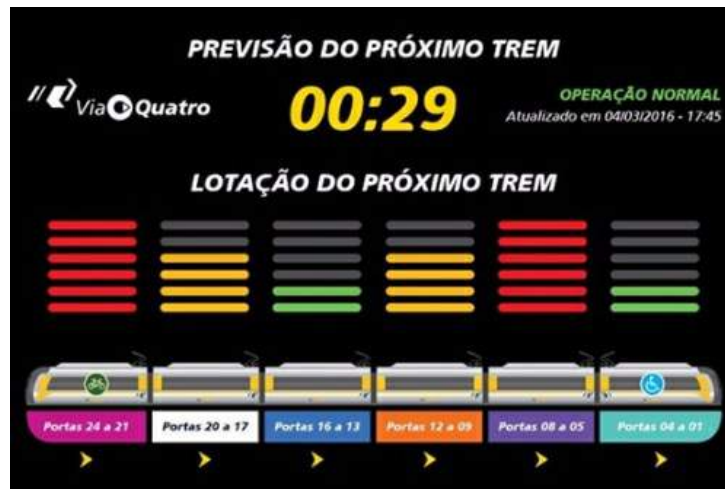 PREVISÃO DO PRÓXIMO TREM
ViaQuatro
00:29
OPERAÇÃO NORMAL
Atualizado em 04/03/2016 - 17:45
LOTAÇÃO DO PRÓXIMO TREM
Portas 24 a 21
Portas 20 a 17
Portas 16 a 13
Portas 12 a 09
Portas 08 a 05
Portas 04 a 01